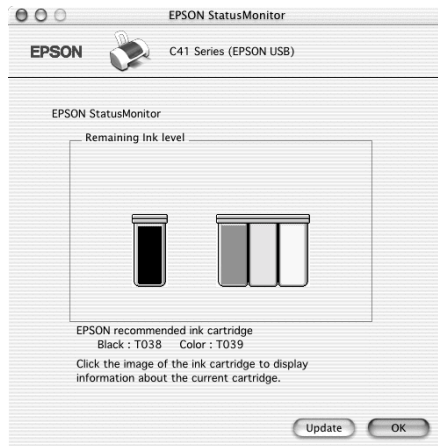 EPSON StatusMonitor
EPSON
C41 Series (EPSON USB)
EPSON StatusMonitor
Remaining Ink level
EPSON recommended ink cartridge
Black : T038 Color : T039
Click the image of the ink cartridge to display
information about the current cartridge.
Update OK